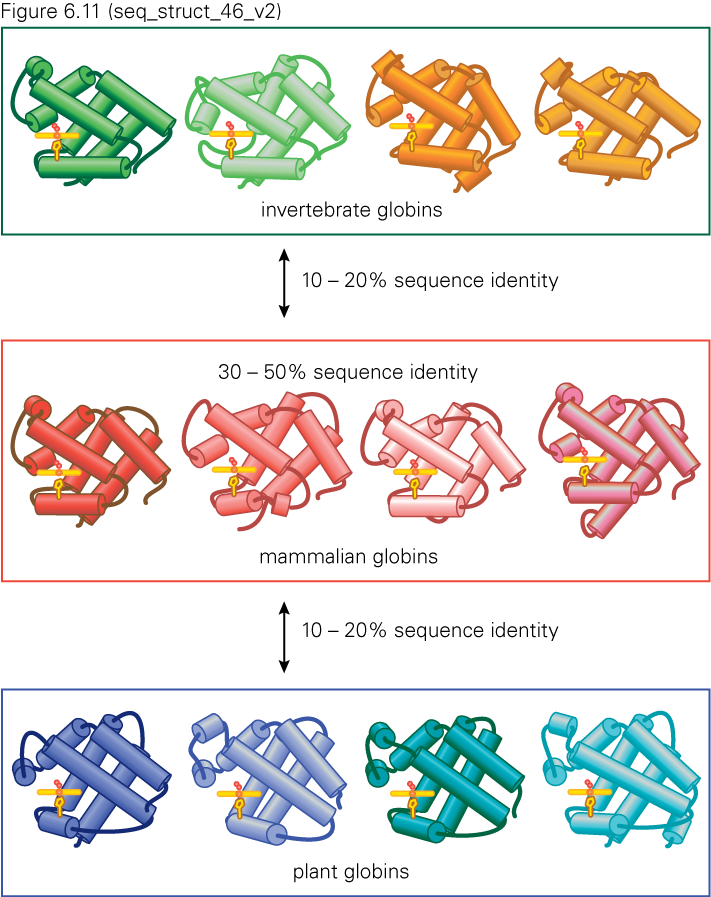 Figure 6.11 (seq_struct_46_v2)
invertebrate globins
10 – 20% sequence identity
30 – 50% sequence identity
mammalian globins
10 – 20% sequence identity
plant globins